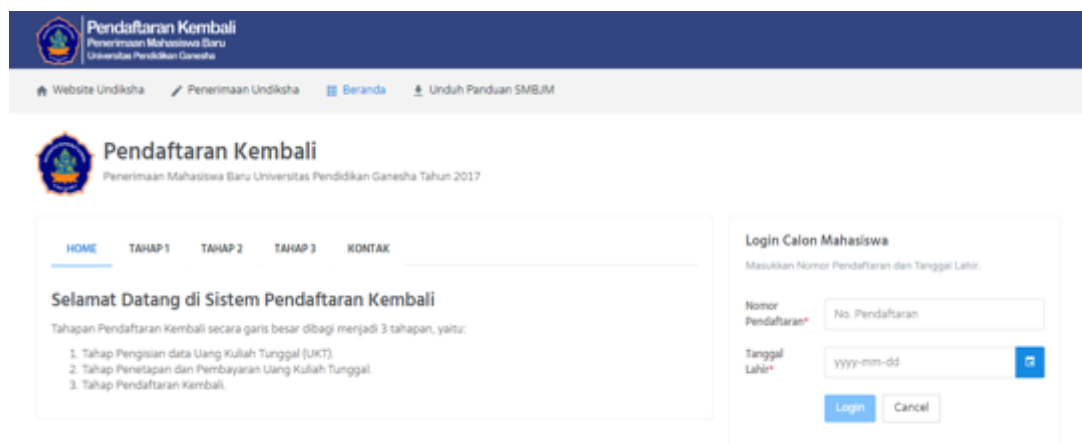 Pendaftaran Kembali
Penerimaan Mahasiswa Baru
Universitas Pendidikan Ganesha
Website Undiksha Penerimaan Undiksha Beranda Unduh Panduan SMBJM
Pendaftaran Kembali
Penerimaan Mahasiswa Baru Universitas Pendidikan Ganesha Tahun 2017
HOME TAHAP 1 TAHAP 2 TAHAP 3 KONTAK
Selamat Datang di Sistem Pendaftaran Kembali
Tahapan Pendaftaran Kembali secara garis besar dibagi menjadi 3 tahapan, yaitu:
1. Tahap Pengisian data Uang Kuliah Tunggal (UKT).
2. Tahap Penetapan dan Pembayaran Uang Kuliah Tunggal.
3. Tahap Pendaftaran Kembali.
Login Calon Mahasiswa
Masukkan Nomor Pendaftaran dan Tanggal Lahir.
Nomor
Pendaftaran* No. Pendaftaran
Tanggal
Lahir* yyyy-mm-dd
Login Cancel